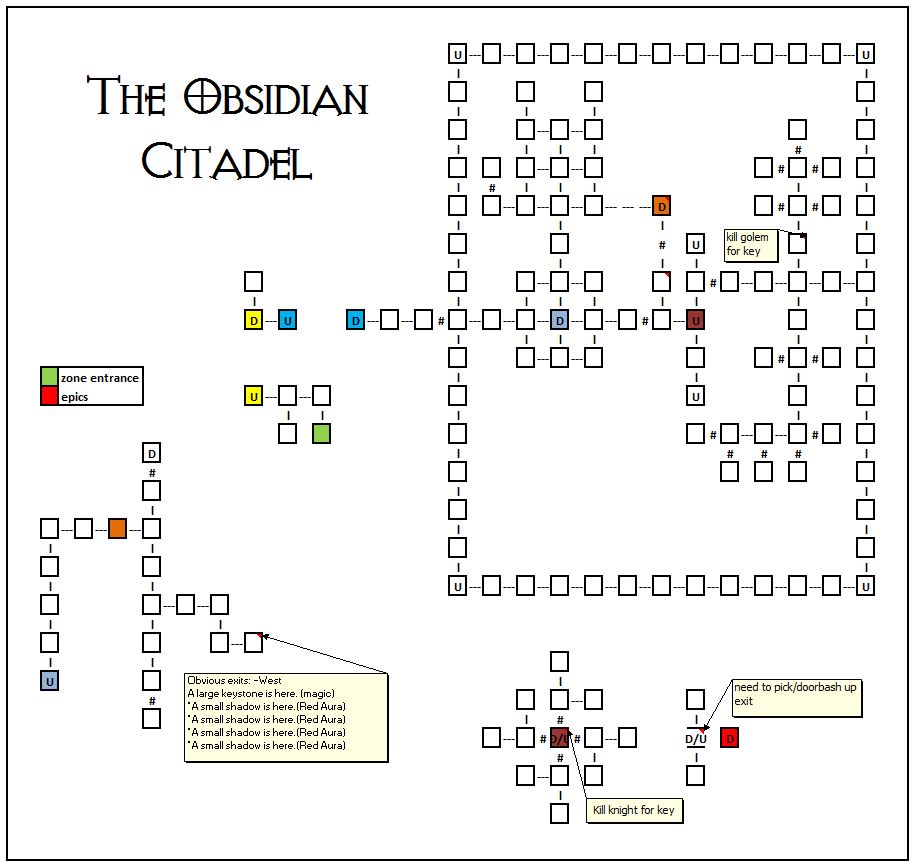 THE OBSIDIAN
CITADEL
U
U
D
kill golem
for key
U
D
U
D
D
U
zone entrance
epics
U
U
D
U
U
U
Obvious exits: -West
A large keystone is here. (magic)
*A small shadow is here.(Red Aura)
*A small shadow is here.(Red Aura)
*A small shadow is here.(Red Aura)
*A small shadow is here.(Red Aura)
need to pick/doorbash up
exit
D/U
D/U
D
Kill knight for key